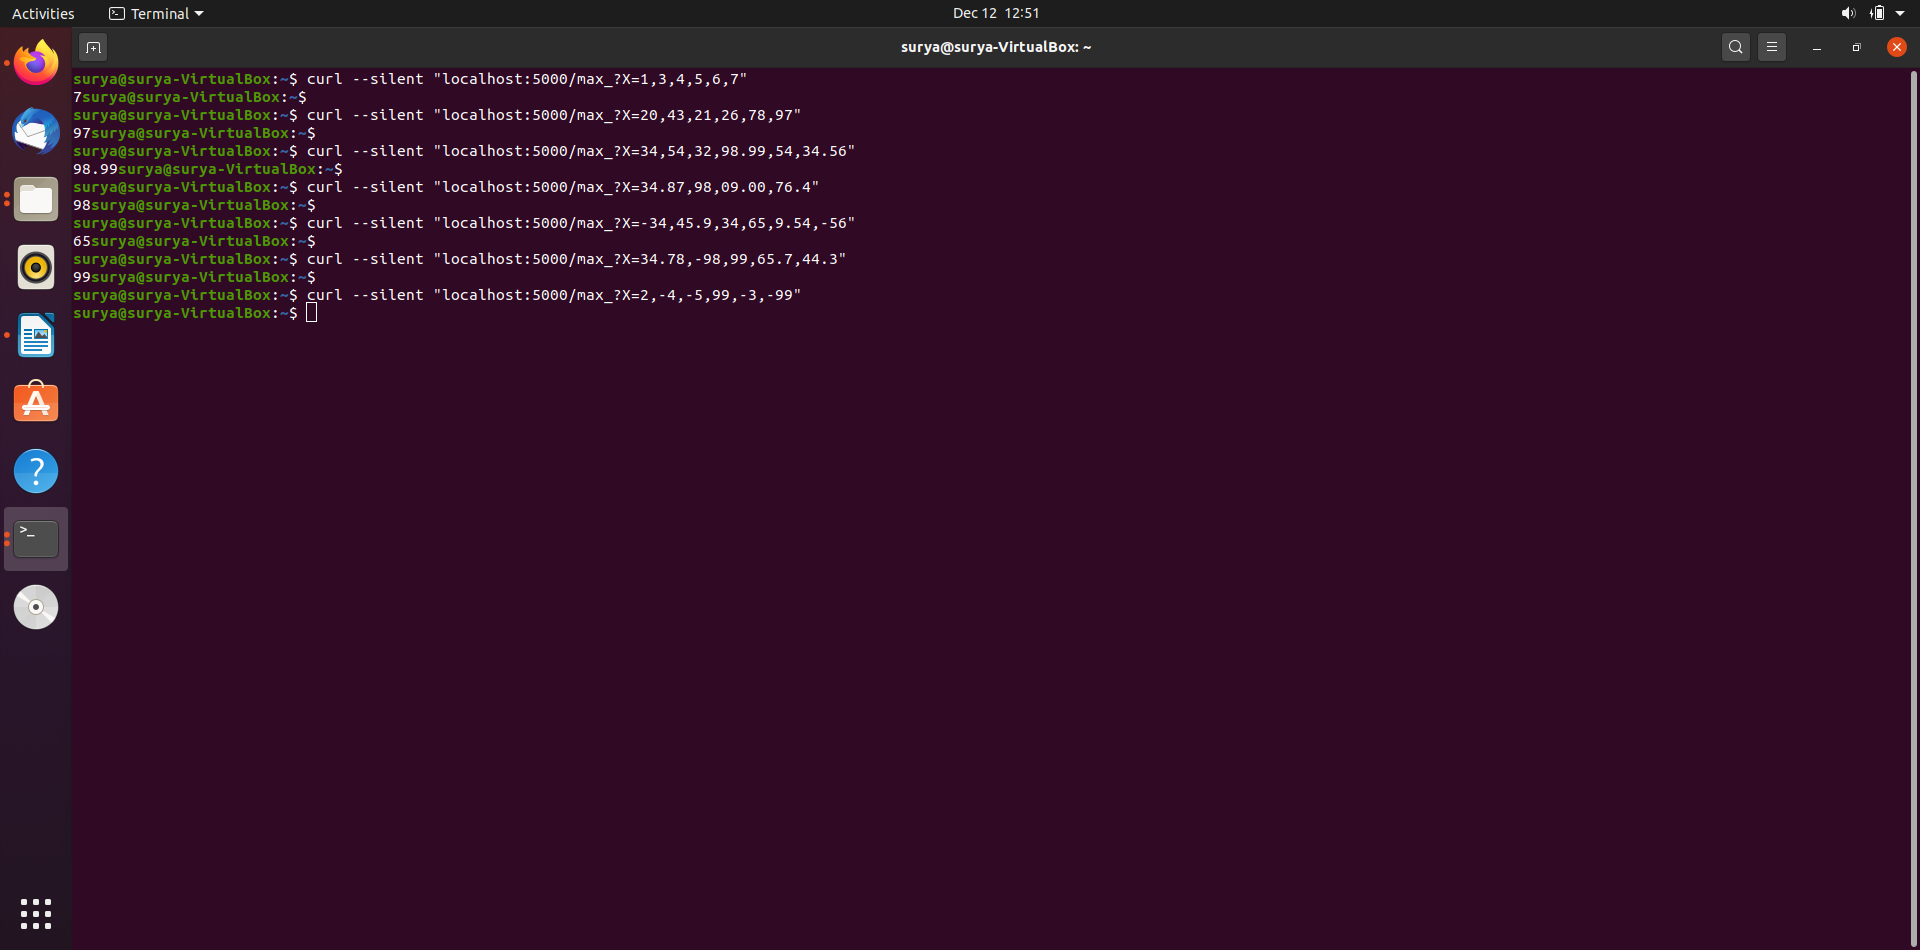 Activities Terminal Dec 12 12:51
surya@surya-VirtualBox: ~
surya@surya-VirtualBox:~$ curl --silent "localhost:5000/max_?X=1,3,4,5,6,7"
7surya@surya-VirtualBox:~$
surya@surya-VirtualBox:~$ curl --silent "localhost:5000/max_?X=20,43,21,26,78,97"
97surya@surya-VirtualBox:~$
surya@surya-VirtualBox:~$ curl --silent "localhost:5000/max_?X=34,54,32,98.99,54,34.56"
98.99surya@surya-VirtualBox:~$
surya@surya-VirtualBox:~$ curl --silent "localhost:5000/max_?X=34.87,98,09.00,76.4"
98surya@surya-VirtualBox:~$
surya@surya-VirtualBox:~$ curl --silent "localhost:5000/max_?X=-34,45.9,34,65,9.54,-56"
65surya@surya-VirtualBox:~$
surya@surya-VirtualBox:~$ curl --silent "localhost:5000/max_?X=34.78,-98,99,65.7,44.3"
99surya@surya-VirtualBox:~$
surya@surya-VirtualBox:~$ curl --silent "localhost:5000/max_?X=2,-4,-5,99,-3,-99"
surya@surya-VirtualBox:~$